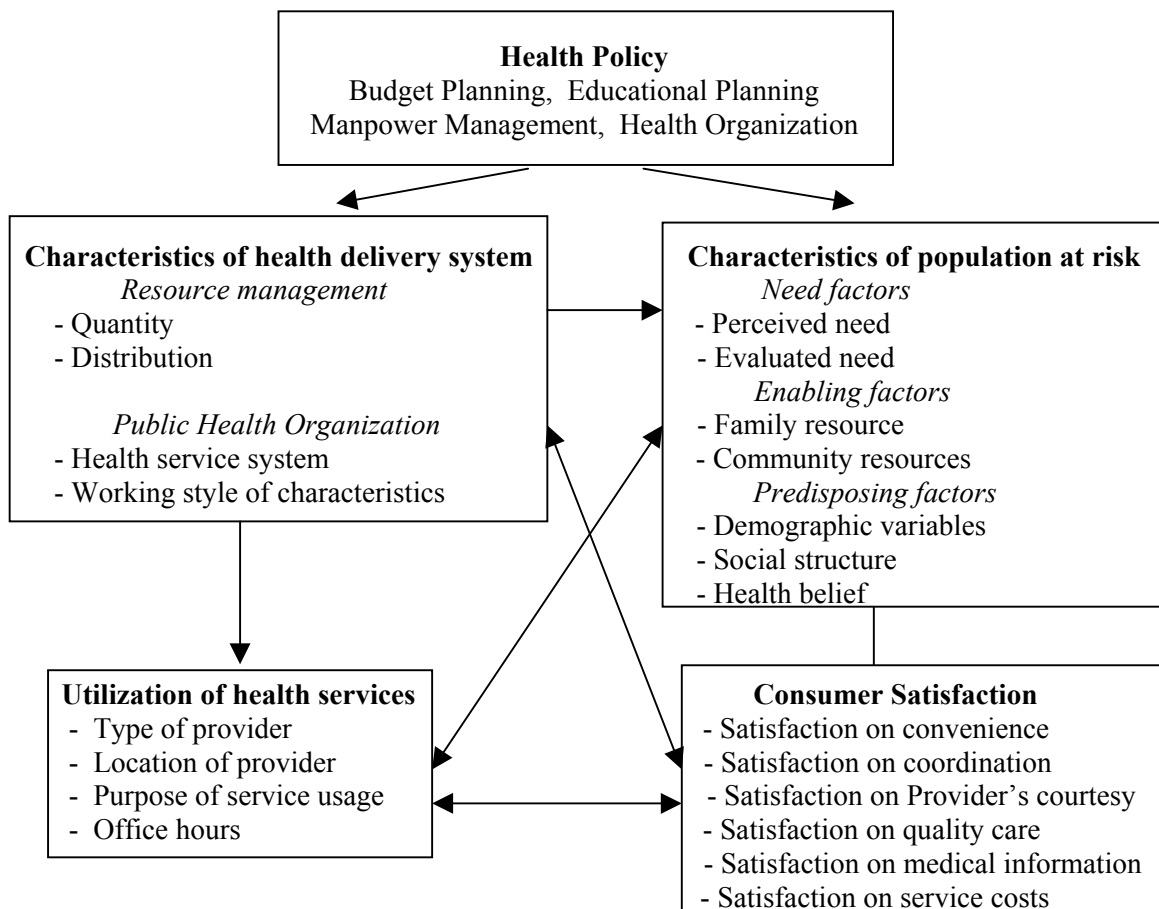 Health Policy
Budget Planning, Educational Planning
Manpower Management, Health Organization
Characteristics of health delivery system
Resource management
- Quantity
- Distribution
Public Health Organization
- Health service system
- Working style of characteristics
Characteristics of population at risk
Need factors
- Perceived need
- Evaluated need
Enabling factors
- Family resource
- Community resources
Predisposing factors
- Demographic variables
- Social structure
- Health belief
Utilization of health services
- Type of provider
- Location of provider
- Purpose of service usage
- Office hours
Consumer Satisfaction
- Satisfaction on convenience
- Satisfaction on coordination
- Satisfaction on Provider’s courtesy
- Satisfaction on quality care
- Satisfaction on medical information
- Satisfaction on service costs